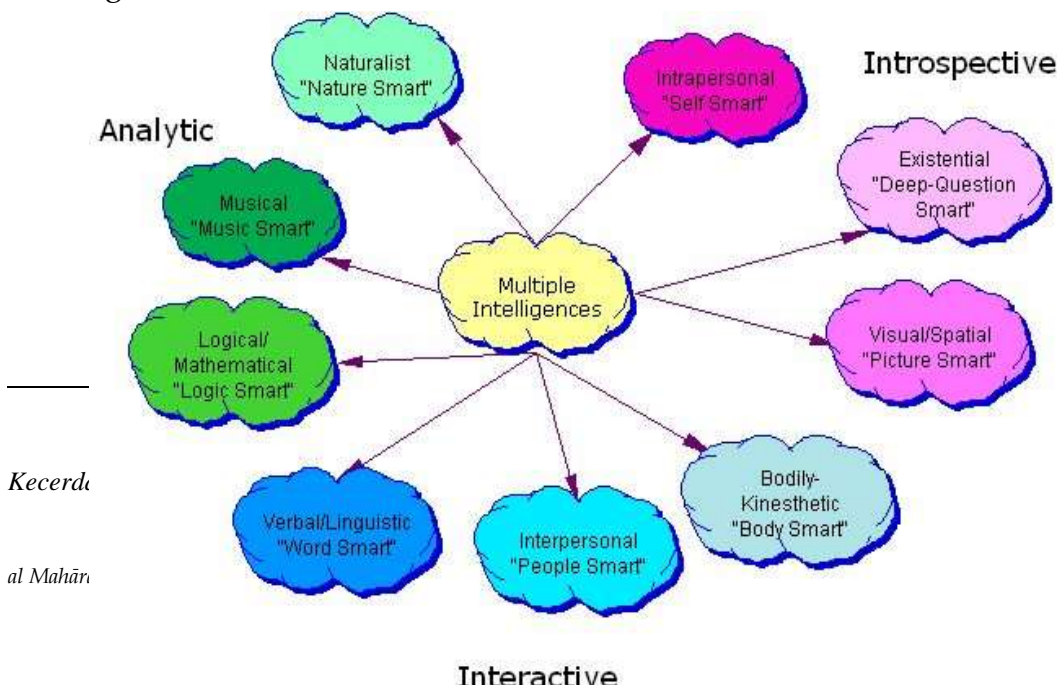 Naturalist
"Nature Smart"
Intrapersonal
"Self Smart"
Introspective
Analytic
Existential
"Deep-Question
Smart"
Musical
"Music Smart"
Multiple
Intelligences
Logical/
Mathematical
"Logic Smart"
Visual/Spatial
"Picture Smart"
Bodily-
Kinesthetic
"Body Smart"
Verbal/Linguistic
"Word Smart"
Interpersonal
"People Smart"
al
Interactive